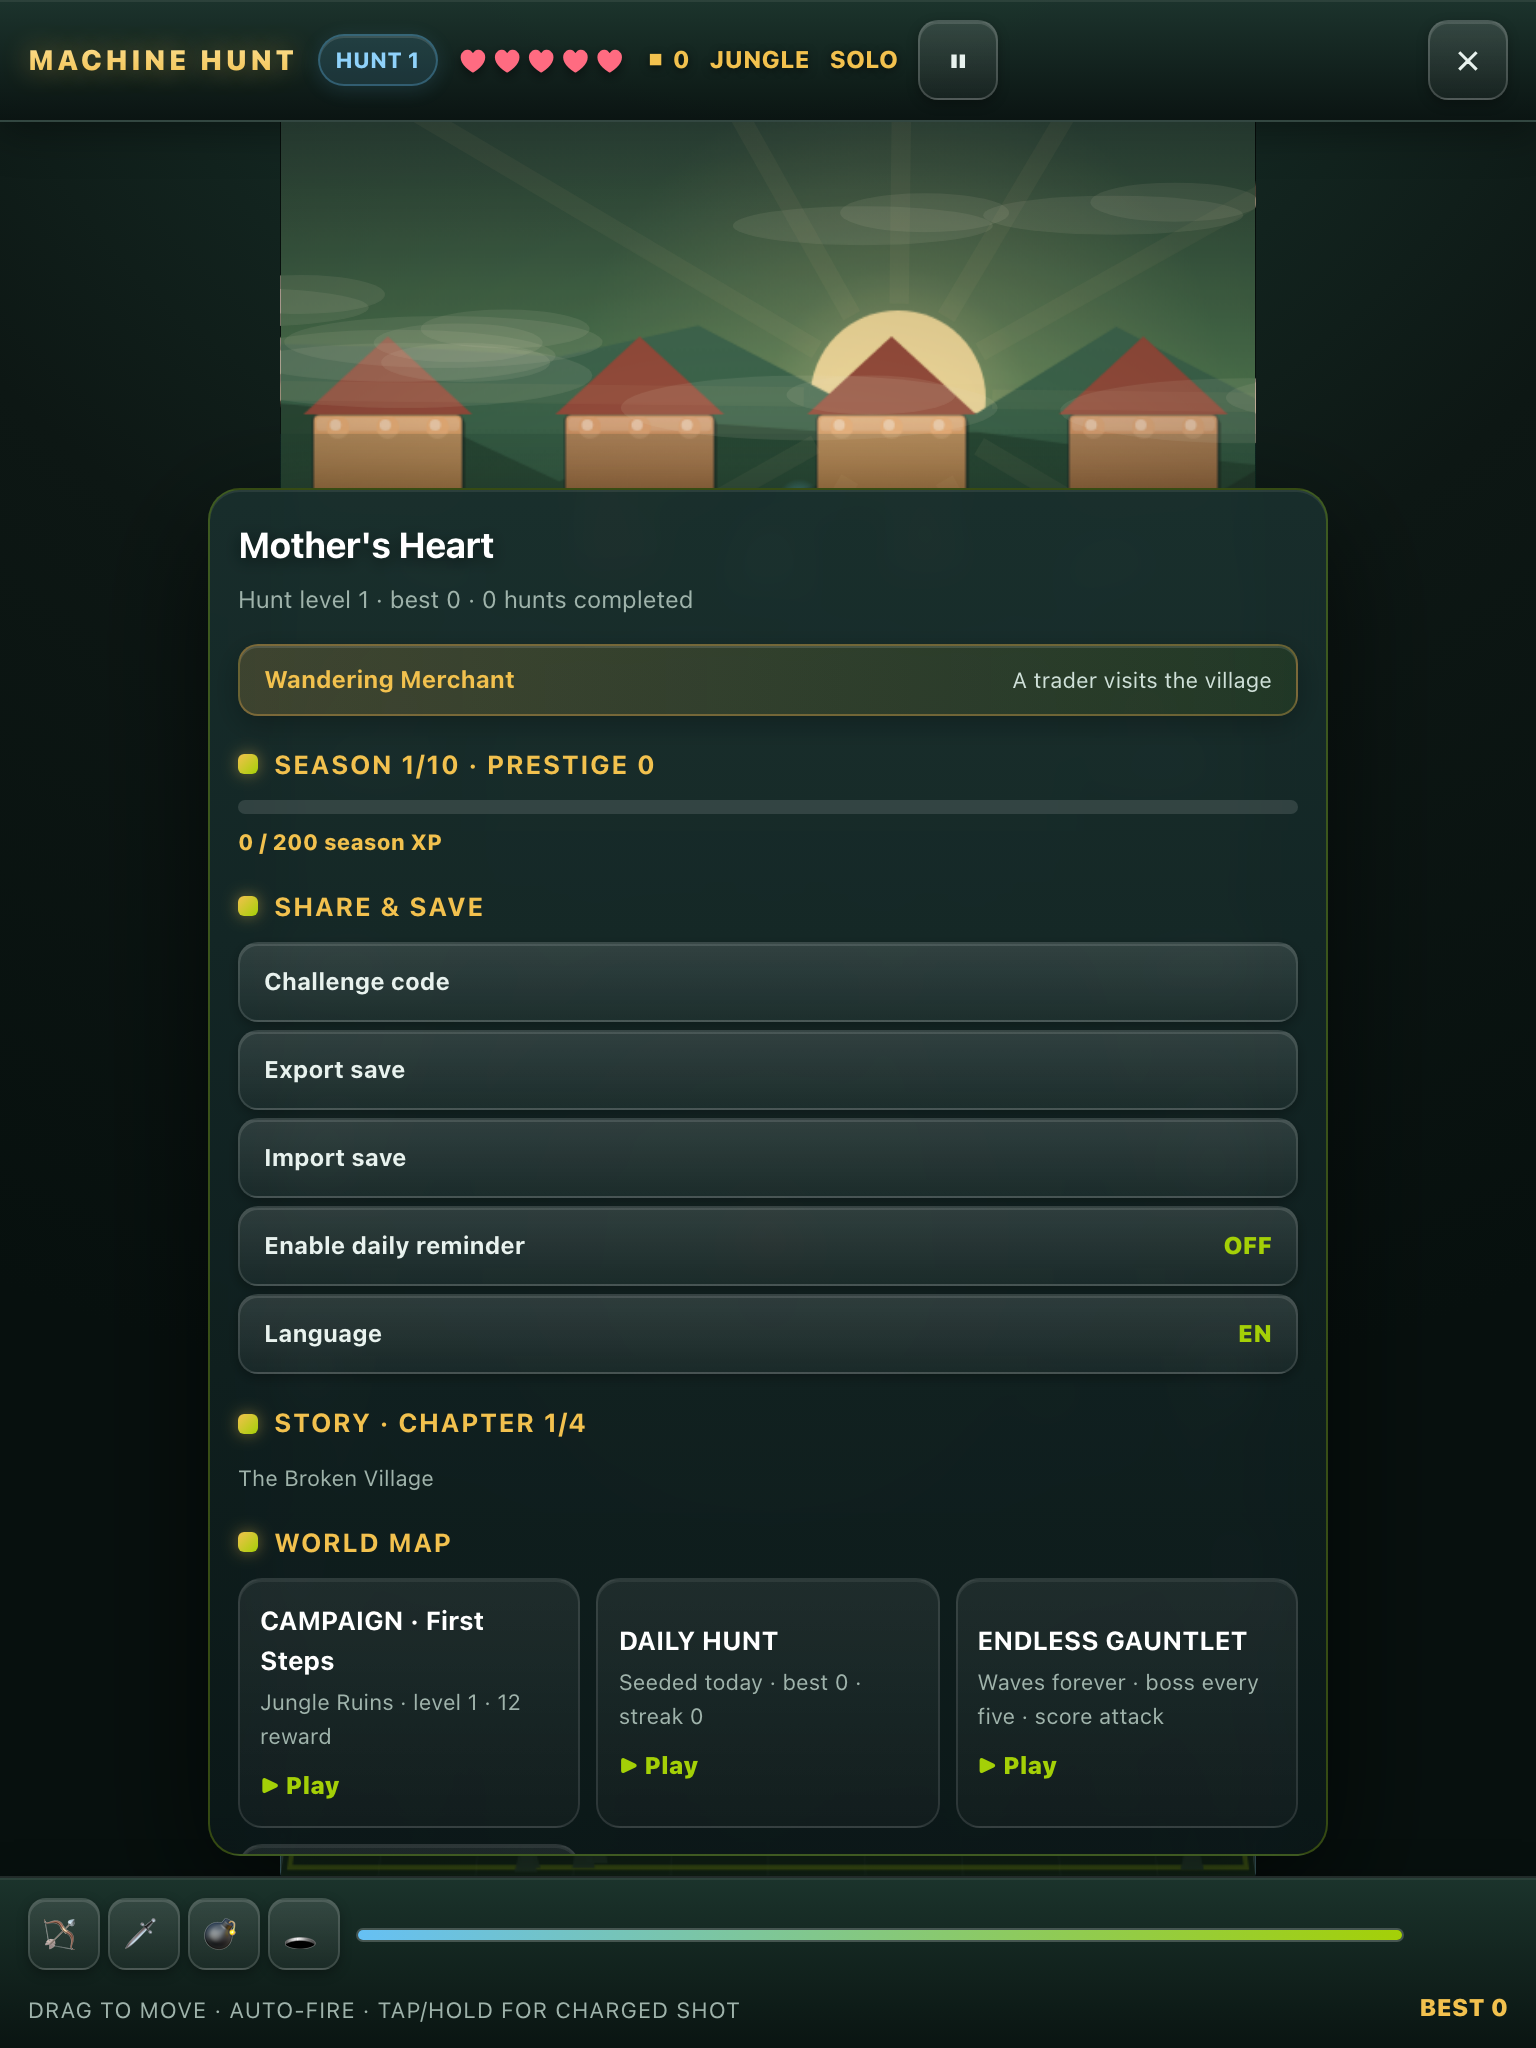 MACHINE HUNT HUNT 1 0 JUNGLE SOLO
Mother's Heart
Hunt level 1 · best 0 · 0 hunts completed
Wandering Merchant A trader visits the village
SEASON 1/10 · PRESTIGE 0
0 / 200 season XP
SHARE & SAVE
Challenge code
Export save
Import save
Enable daily reminder OFF
Language EN
STORY · CHAPTER 1/4
The Broken Village
WORLD MAP
CAMPAIGN · First
Steps
Jungle Ruins · level 1 · 12
reward
Play
DAILY HUNT
Seeded today · best 0 ·
streak 0
Play
ENDLESS GAUNTLET
Waves forever · boss every
five · score attack
Play
DRAG TO MOVE · AUTO-FIRE · TAP/HOLD FOR CHARGED SHOT
BEST 0